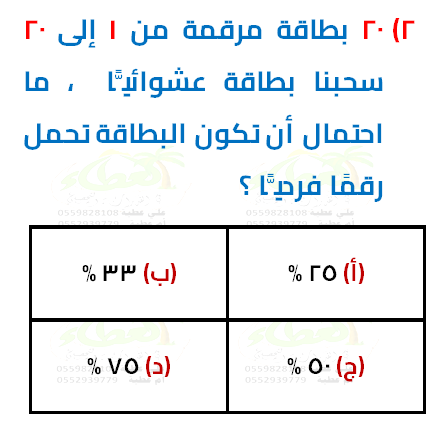 ٢) ٢٠ بطاقة مرقمة من ١ إلى ٢٠
سحبنا بطاقة عشوائيًّا ، ما
احتمال أن تكون البطاقة تحمل
رقمًا فرديًّا ؟
(أ) ٢٥ % (ب) ٣٣ %
(ج) ٥٠ % (د) ٧٥ %